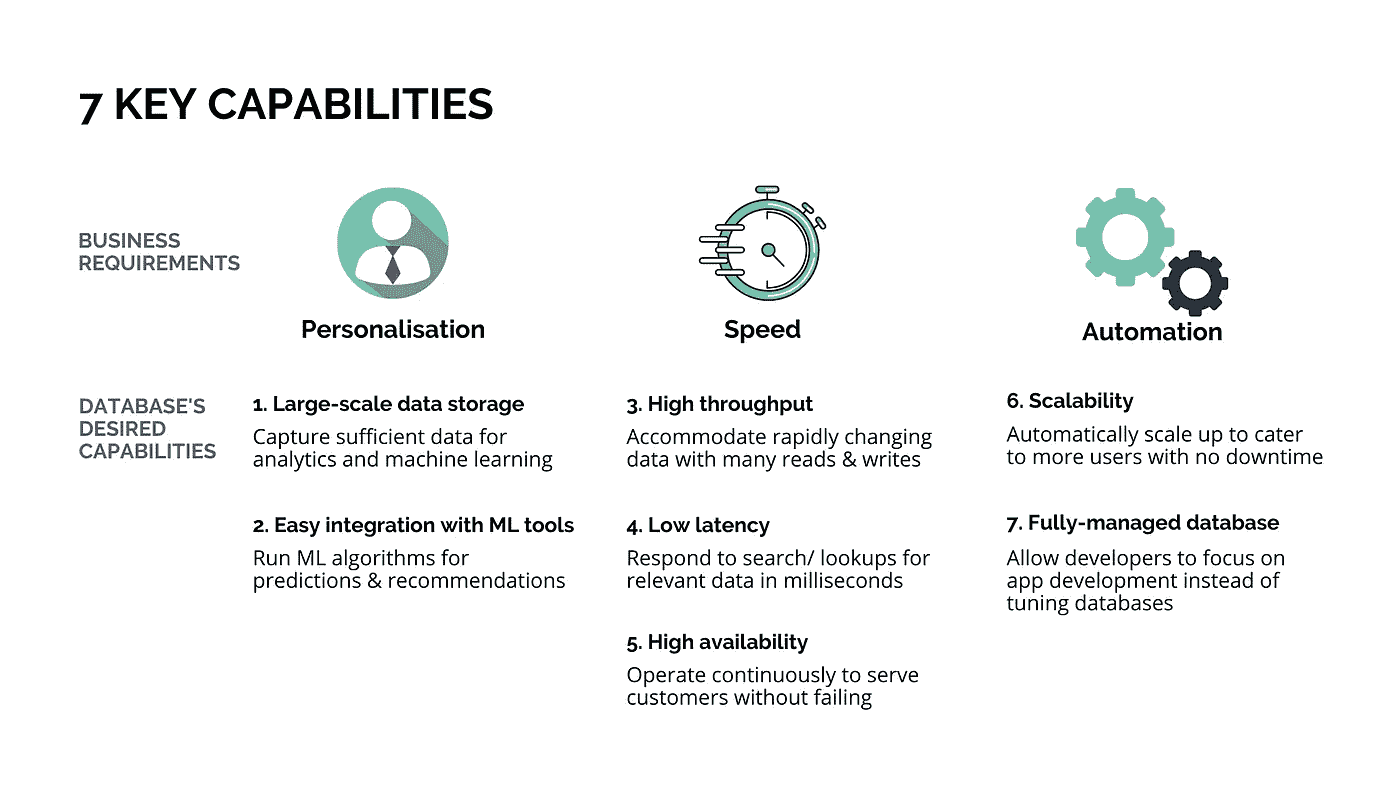 7 KEY CAPABILITIES
BUSINESS
REQUIREMENTS
Personalisation
Speed
Automation
DATABASE'S
DESIRED
CAPABILITIES
1. Large-scale data storage
Capture sufficient data for
analytics and machine learning
2. Easy integration with ML tools
Run ML algorithms for
predictions & recommendations
3. High throughput
Accommodate rapidly changing
data with many reads & writes
4. Low latency
Respond to search/ lookups for
relevant data in milliseconds
5. High availability
Operate continuously to serve
customers without failing
6. Scalability
Automatically scale up to cater
to more users with no downtime
7. Fully-managed database
Allow developers to focus on
app development instead of
tuning databases